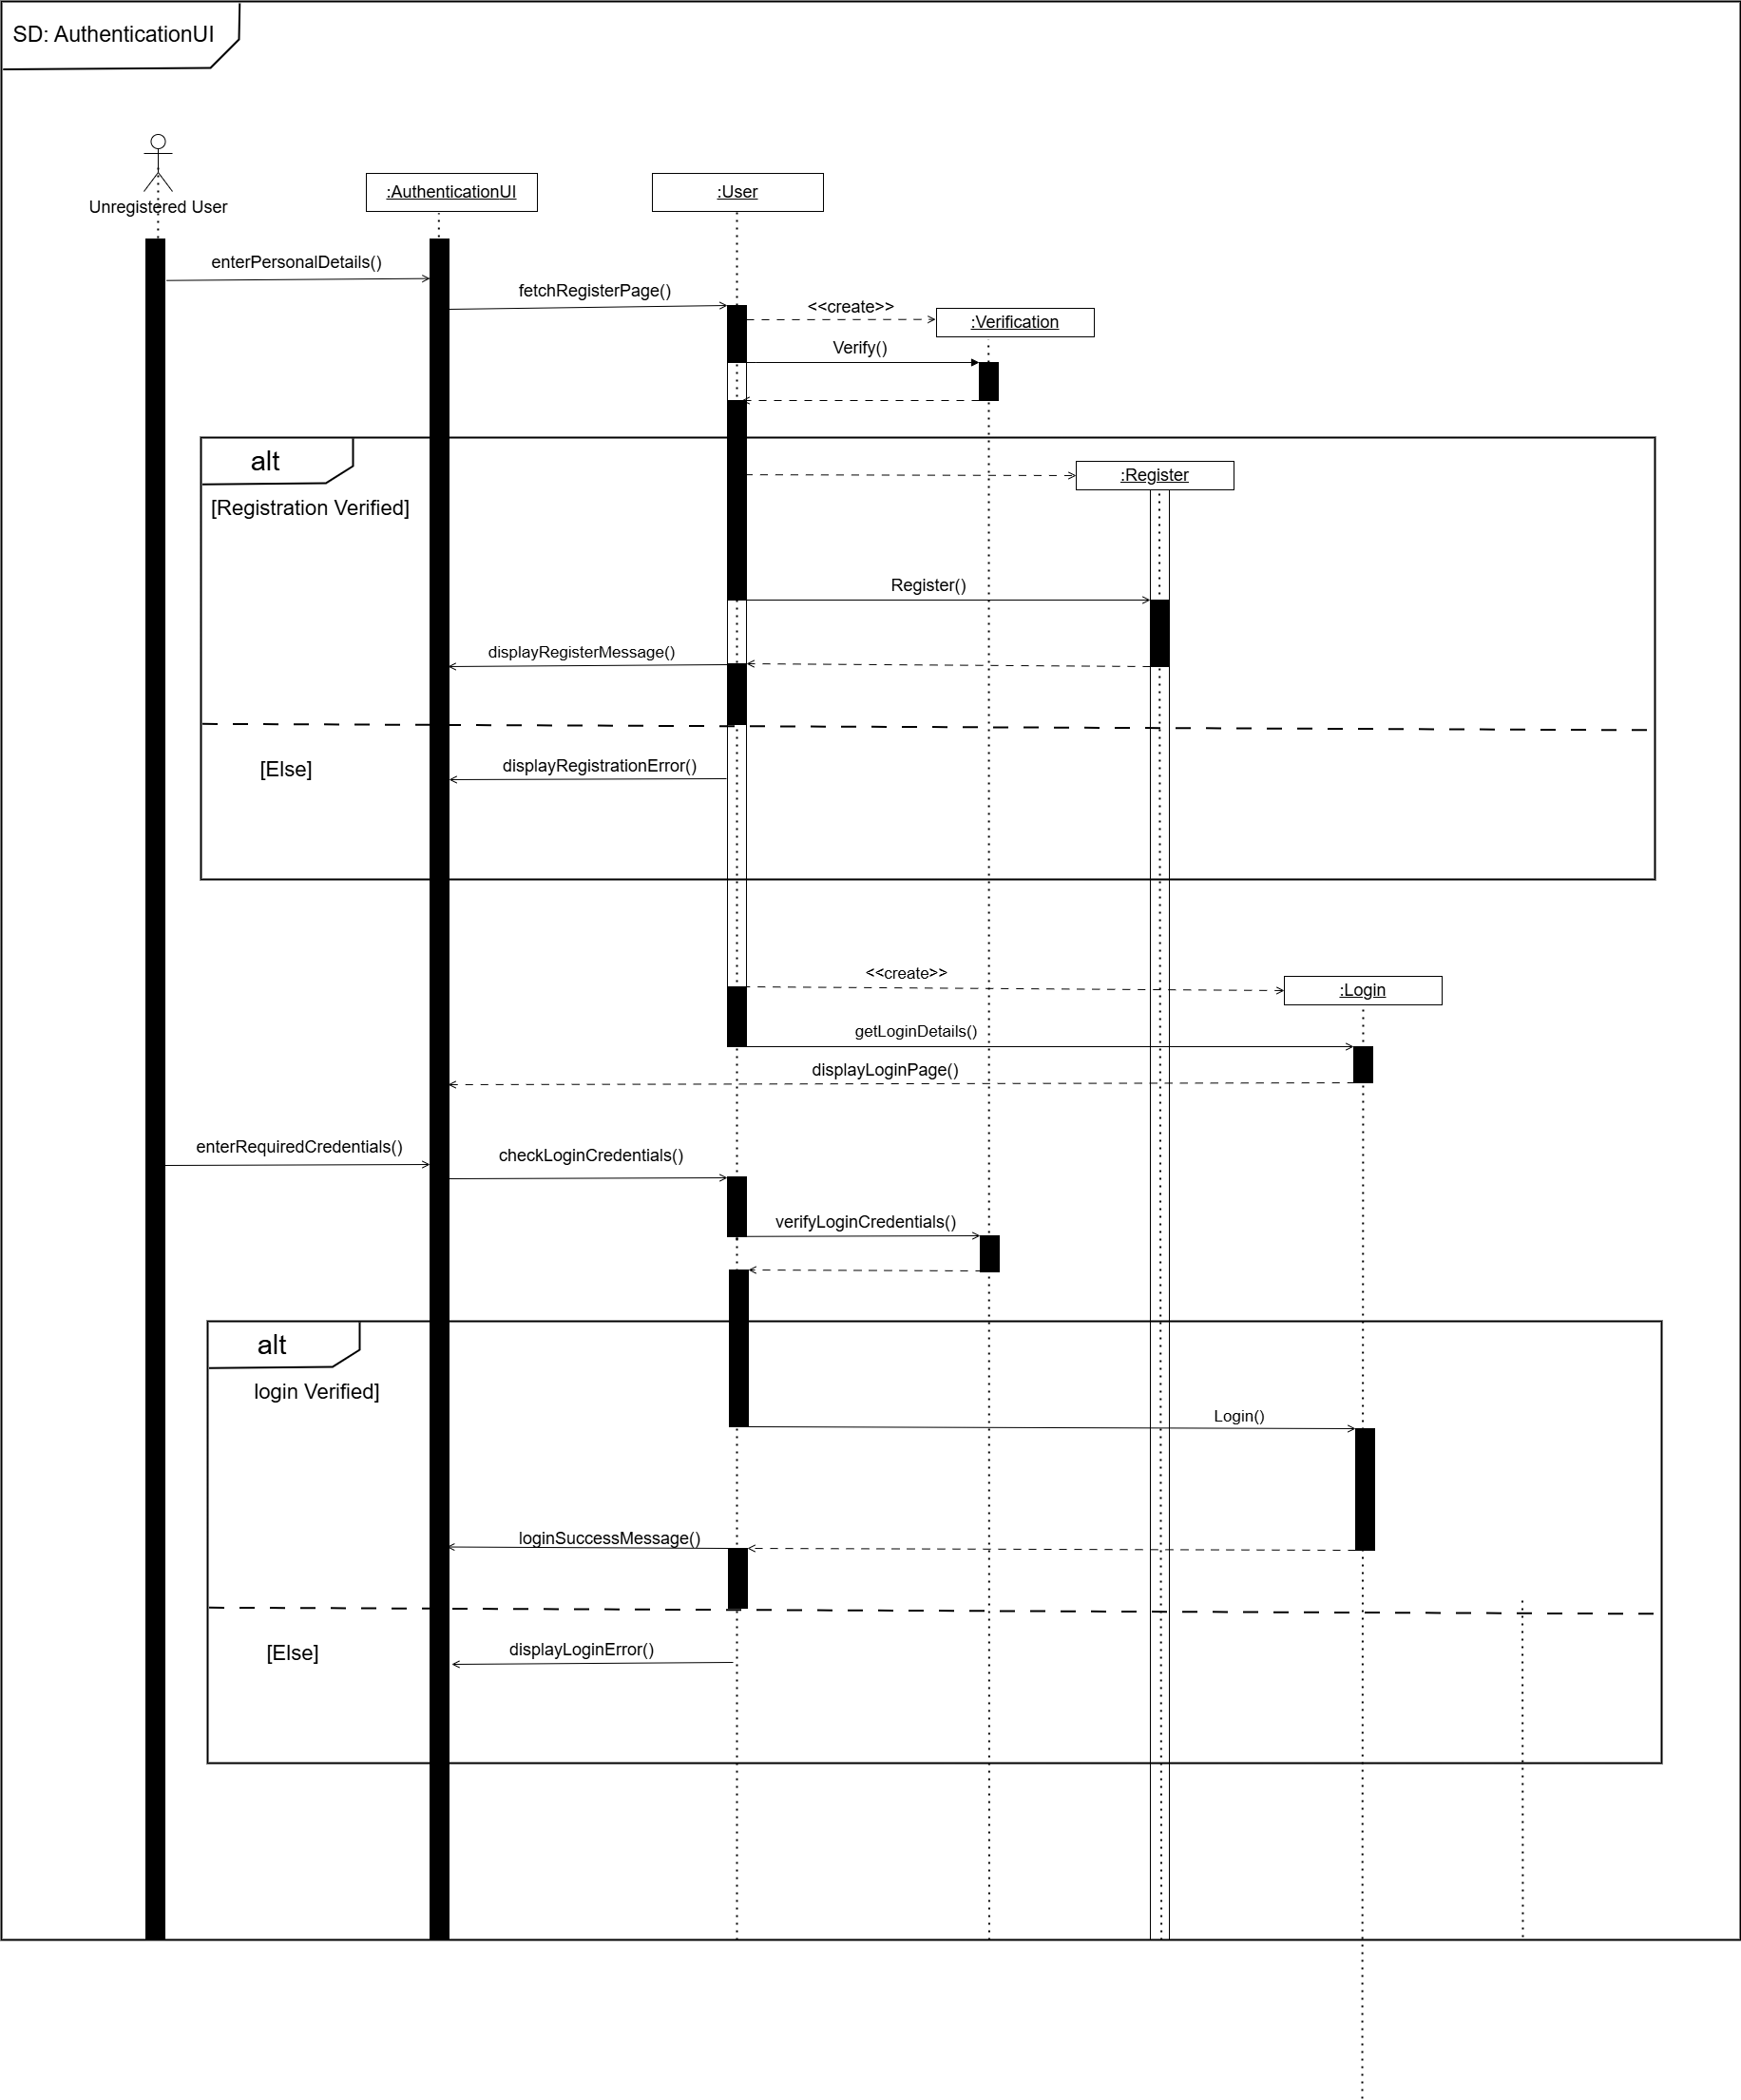 SD: AuthenticationUI
Unregistered User
:AuthenticationUI
:User
enterPersonalDetails()
fetchRegisterPage()
<<create>>
:Verification
Verify()
alt
[Registration Verified]
:Register
Register()
displayRegisterMessage()
[Else]
displayRegistrationError()
<<create>>
:Login
getLoginDetails()
displayLoginPage()
enterRequiredCredentials()
checkLoginCredentials()
verifyLoginCredentials()
alt
login Verified]
Login()
loginSuccessMessage()
[Else]
displayLoginError()